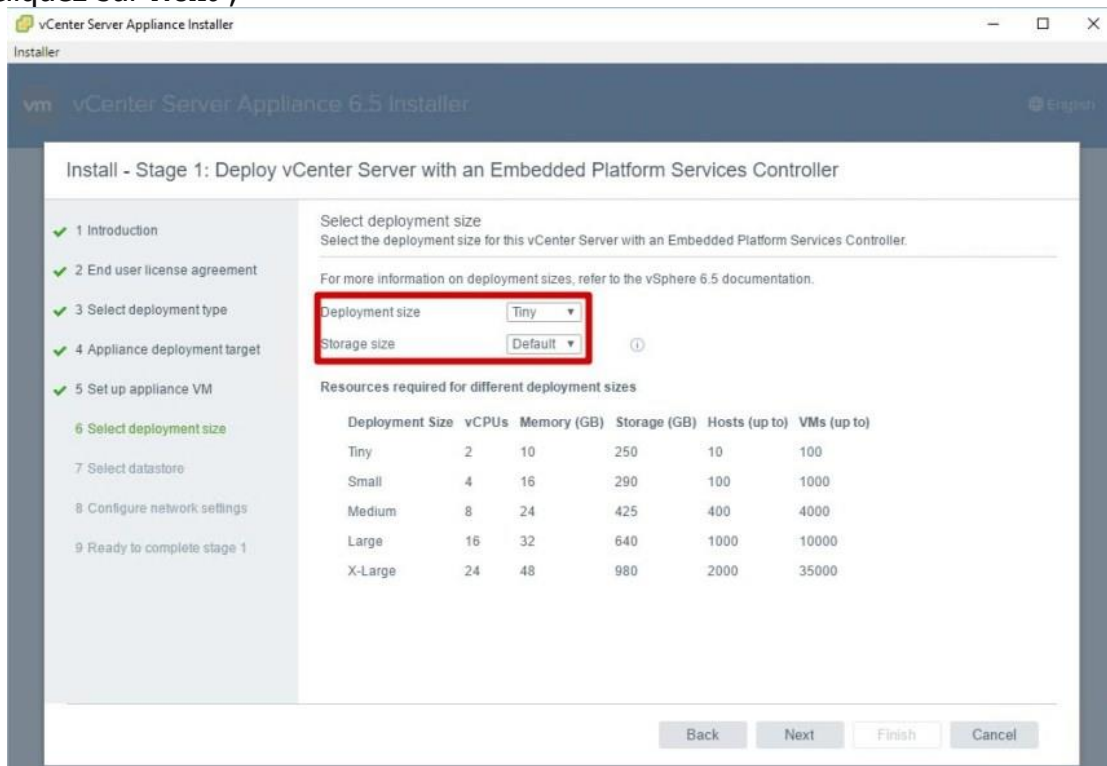 cliquez sur Next ;
vCenter Server Appliance Installer
Installer
vm vCenter Server Appliance 6.5 Installer English
Install - Stage 1: Deploy vCenter Server with an Embedded Platform Services Controller
1 Introduction
2 End user license agreement
3 Select deployment type
4 Appliance deployment target
5 Set up appliance VM
6 Select deployment size
7 Select datastore
8 Configure network settings
9 Ready to complete stage 1
Select deployment size
Select the deployment size for this vCenter Server with an Embedded Platform Services Controller.
For more information on deployment sizes, refer to the vSphere 6.5 documentation.
Deployment size Tiny
Storage size Default
Resources required for different deployment sizes
Deployment Size vCPUs Memory (GB) Storage (GB) Hosts (up to) VMs (up to)
Tiny 2 10 250 10 100
Small 4 16 290 100 1000
Medium 8 24 425 400 4000
Large 16 32 640 1000 10000
X-Large 24 48 980 2000 35000
Back Next Finish Cancel